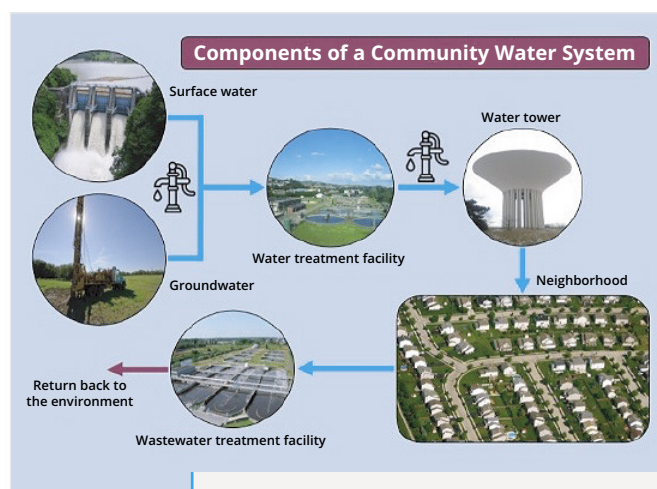 Components of a Community Water System
Surface water
Water tower
Water treatment facility
Groundwater
Neighborhood
Return back to
the environment
Wastewater treatment facility